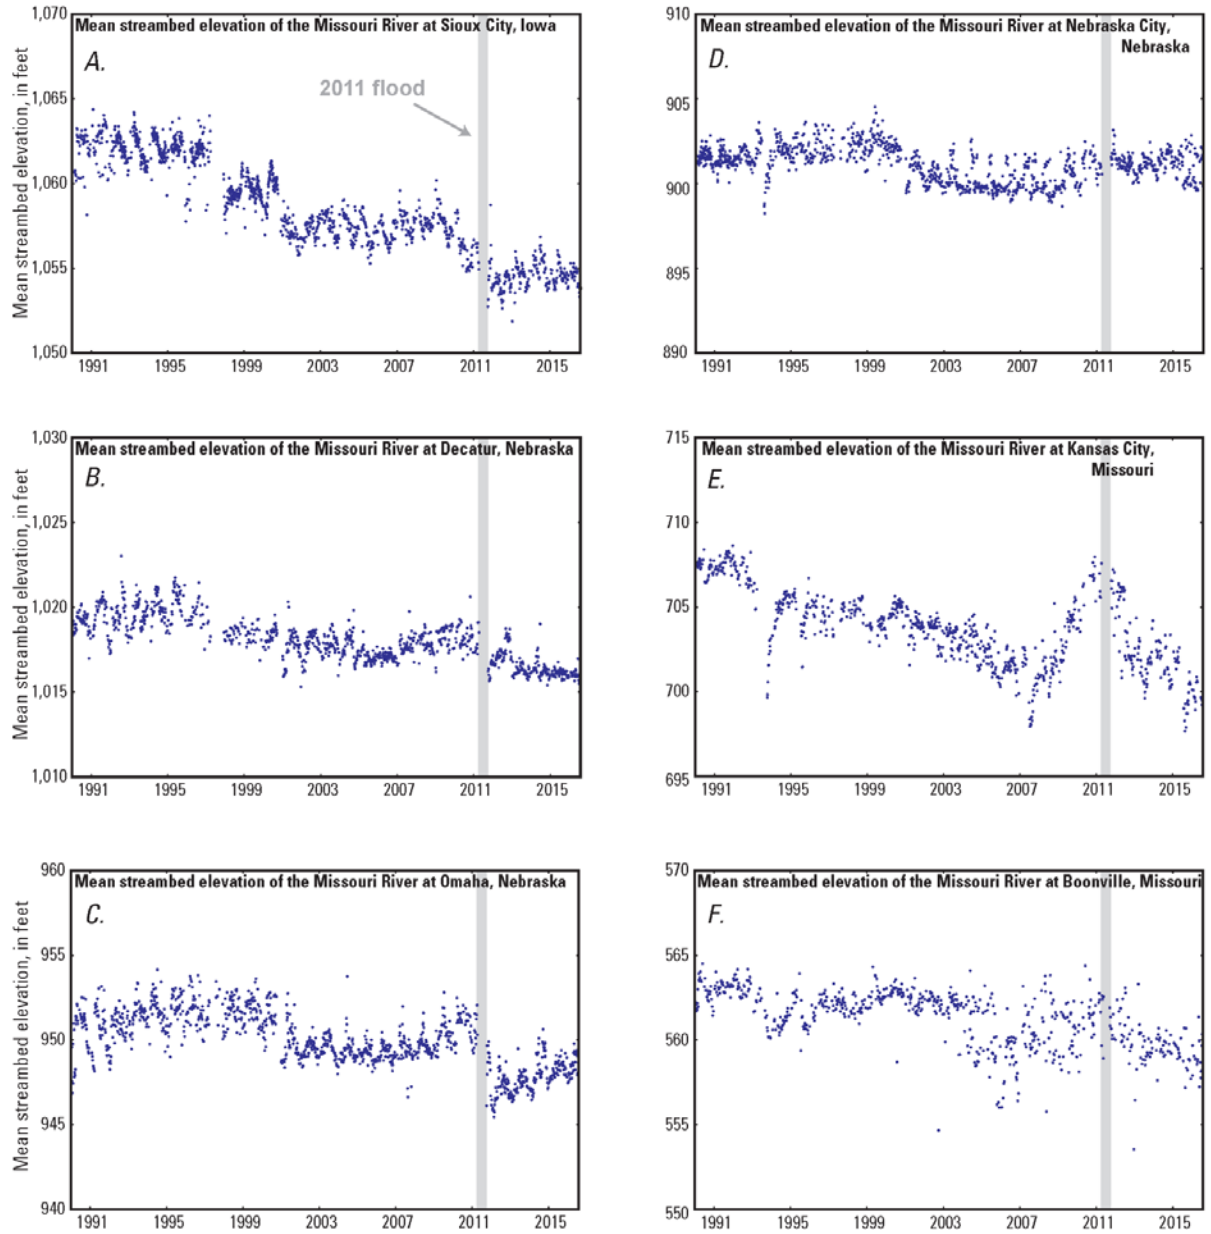 Mean streambed elevation of the Missouri River at Sioux City, Iowa
A.
2011 flood
Mean streambed elevation, in feet
1,070
1,065
1,060
1,055
1,050
1991 1995 1999 2003 2007 2011 2015
Mean streambed elevation of the Missouri River at Nebraska City,
Nebraska
D.
910
905
900
895
890
1991 1995 1999 2003 2007 2011 2015
Mean streambed elevation of the Missouri River at Decatur, Nebraska
B.
Mean streambed elevation, in feet
1,030
1,025
1,020
1,015
1,010
1991 1995 1999 2003 2007 2011 2015
Mean streambed elevation of the Missouri River at Kansas City,
Missouri
E.
715
710
705
700
695
1991 1995 1999 2003 2007 2011 2015
Mean streambed elevation of the Missouri River at Omaha, Nebraska
C.
Mean streambed elevation, in feet
960
955
950
945
940
1991 1995 1999 2003 2007 2011 2015
Mean streambed elevation of the Missouri River at Boonville, Missouri
F.
570
565
560
555
550
1991 1995 1999 2003 2007 2011 2015